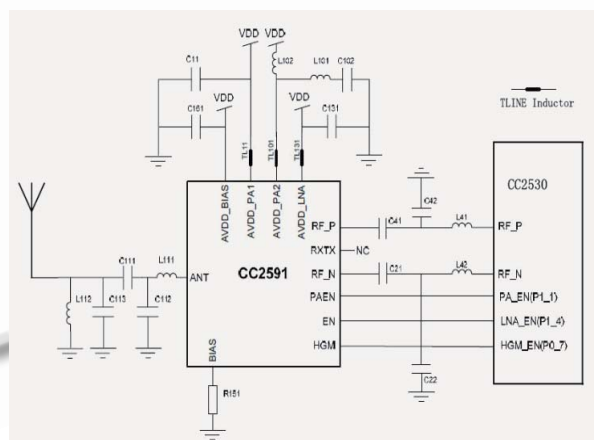 VDD
VDD
C11
L102
L101
C102
VDD
VDD
C161
C131
TLINE Inductor
TL11
TL101
TL131
CC2530
AVDD_BIAS
AVDD_PA1
AVDD_PA2
AVDD_LNA
C42
RF_P
C41
L41
RF_P
RXTX
NC
C111
L111
ANT
CC2591
RF_N
C21
L42
RF_N
PAEN
PA_EN(P1_1)
L112
C113
C112
EN
LNA_EN(P1_4)
HGM
HGM_EN(P0_7)
BIAS
C22
R151